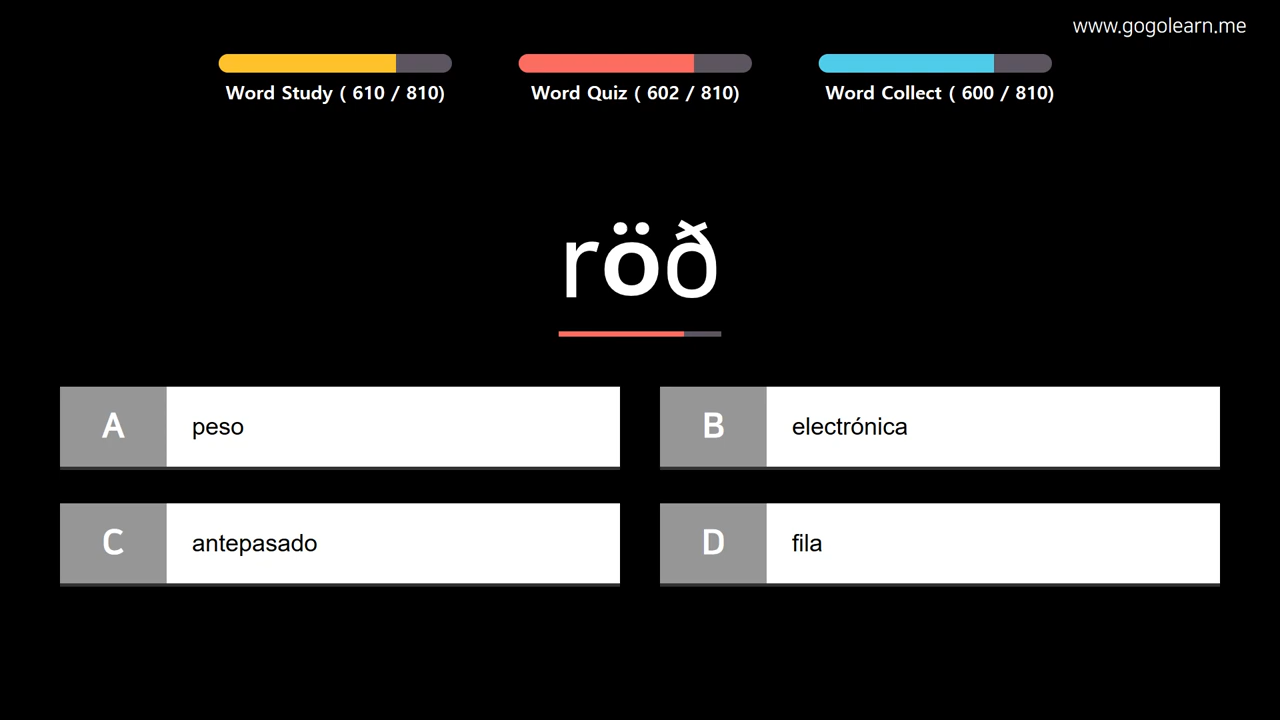 www.gogolearn.me
Word Study ( 610 / 810)
Word Quiz ( 602 / 810)
Word Collect ( 600 / 810)
röð
A peso
B electrónica
C antepasado
D fila